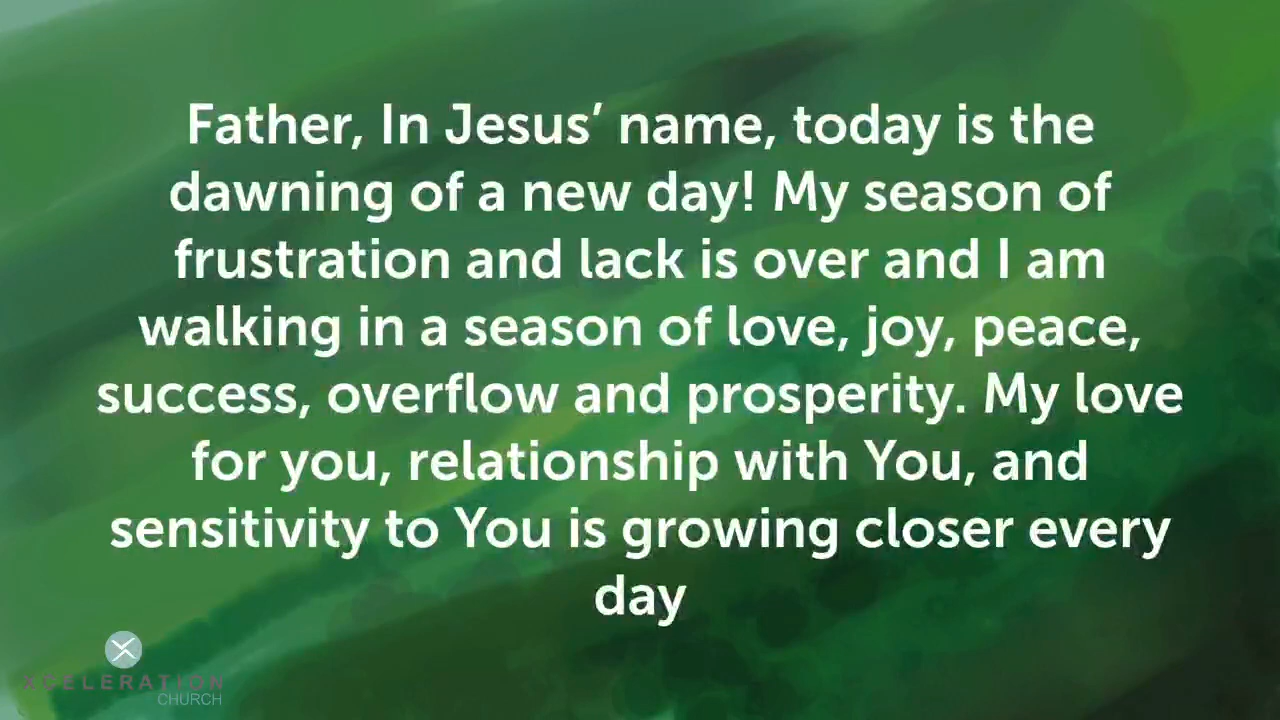 Father, In Jesus’ name, today is the
dawning of a new day! My season of
frustration and lack is over and I am
walking in a season of love, joy, peace,
success, overflow and prosperity. My love
for you, relationship with You, and
sensitivity to You is growing closer every
day
XCELERATION
CHURCH